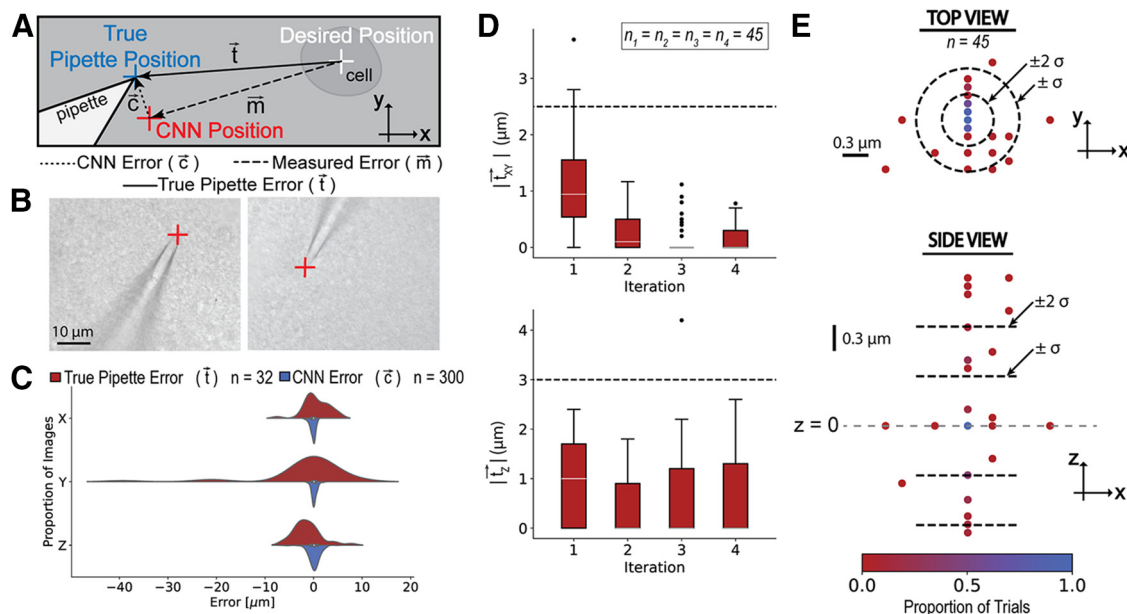 A
True
Pipette Position
Desired Position
t
cell
c
m
pipette
CNN Position
y
x
CNN Error ( c ) Measured Error ( m )
True Pipette Error ( t )
B
10 µm
C
True Pipette Error ( t ) n = 32 CNN Error ( c ) n = 300
Proportion of Images
X
Y
Z
−40 −30 −20 −10 0 10 20
Error [µm]
D
n1 = n2 = n3 = n4 = 45
|tXY| (µm)
3
2
1
0
1 2 3 4
Iteration
|tZ| (µm)
4
3
2
1
0
1 2 3 4
Iteration
E
TOP VIEW
n = 45
±2 σ
± σ
0.3 µm
y
x
SIDE VIEW
±2 σ
0.3 µm
± σ
z = 0
z
x
0.0 0.5 1.0
Proportion of Trials